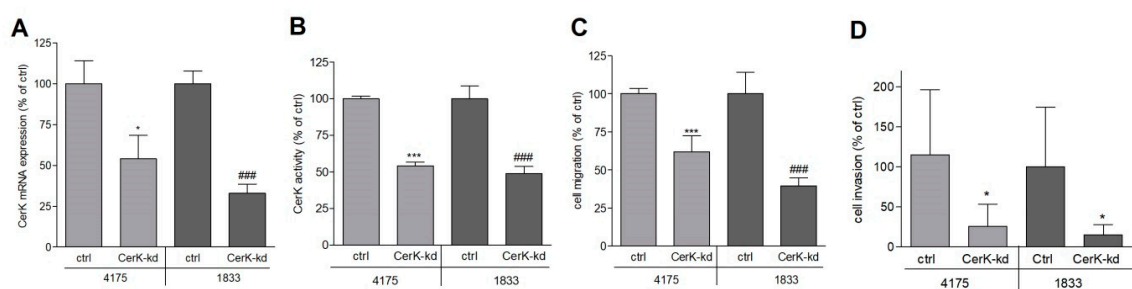 A
CerK mRNA expression (% of ctrl)
125
100
75
50
25
0
*
###
ctrl CerK-kd ctrl CerK-kd
4175 1833
B
CerK activity (% of ctrl)
125
100
75
50
25
0
***
###
ctrl CerK-kd ctrl CerK-kd
4175 1833
C
cell migration (% of ctrl)
125
100
75
50
25
0
***
###
ctrl CerK-kd ctrl CerK-kd
4175 1833
D
cell invasion (% of ctrl)
200
150
100
50
0
*
*
ctrl CerK-kd Ctrl CerK-kd
4175 1833